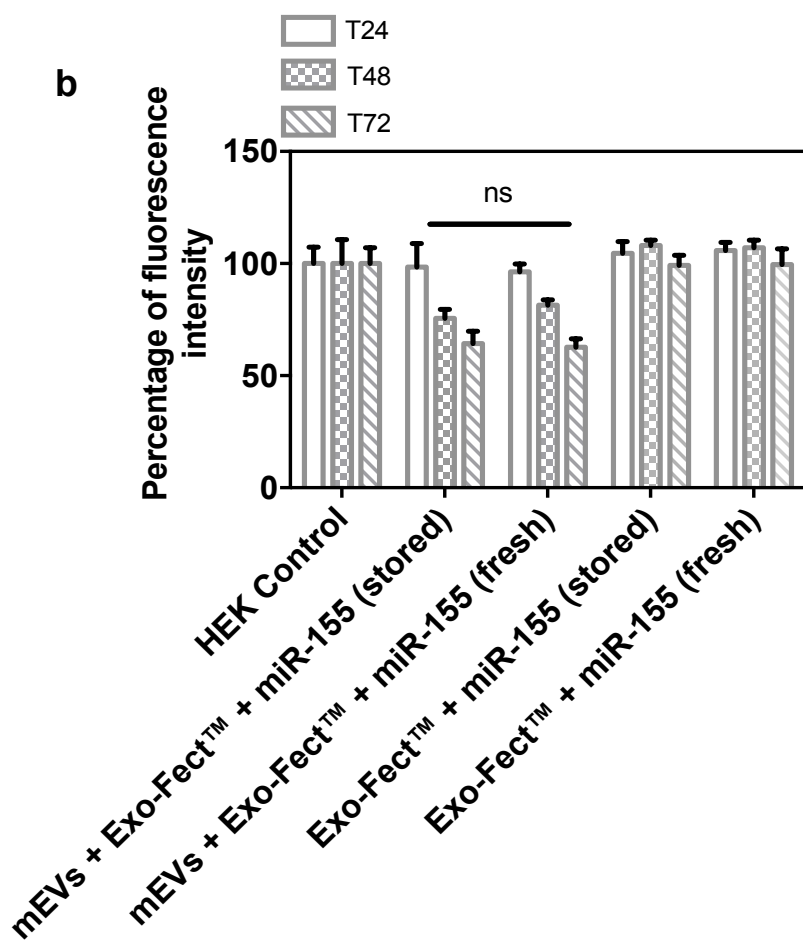 T24
T48
T72
b
Percentage of fluorescence
intensity
150
100
50
0
ns
HEK Control
mEVs + Exo-Fect™ + miR-155 (stored)
mEVs + Exo-Fect™ + miR-155 (fresh)
Exo-Fect™ + miR-155 (stored)
Exo-Fect™ + miR-155 (fresh)